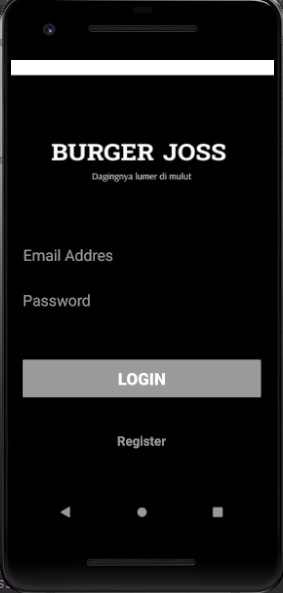 BURGER JOSS
Dagingnya lumer di mulut
Email Addres
Password
LOGIN
Register